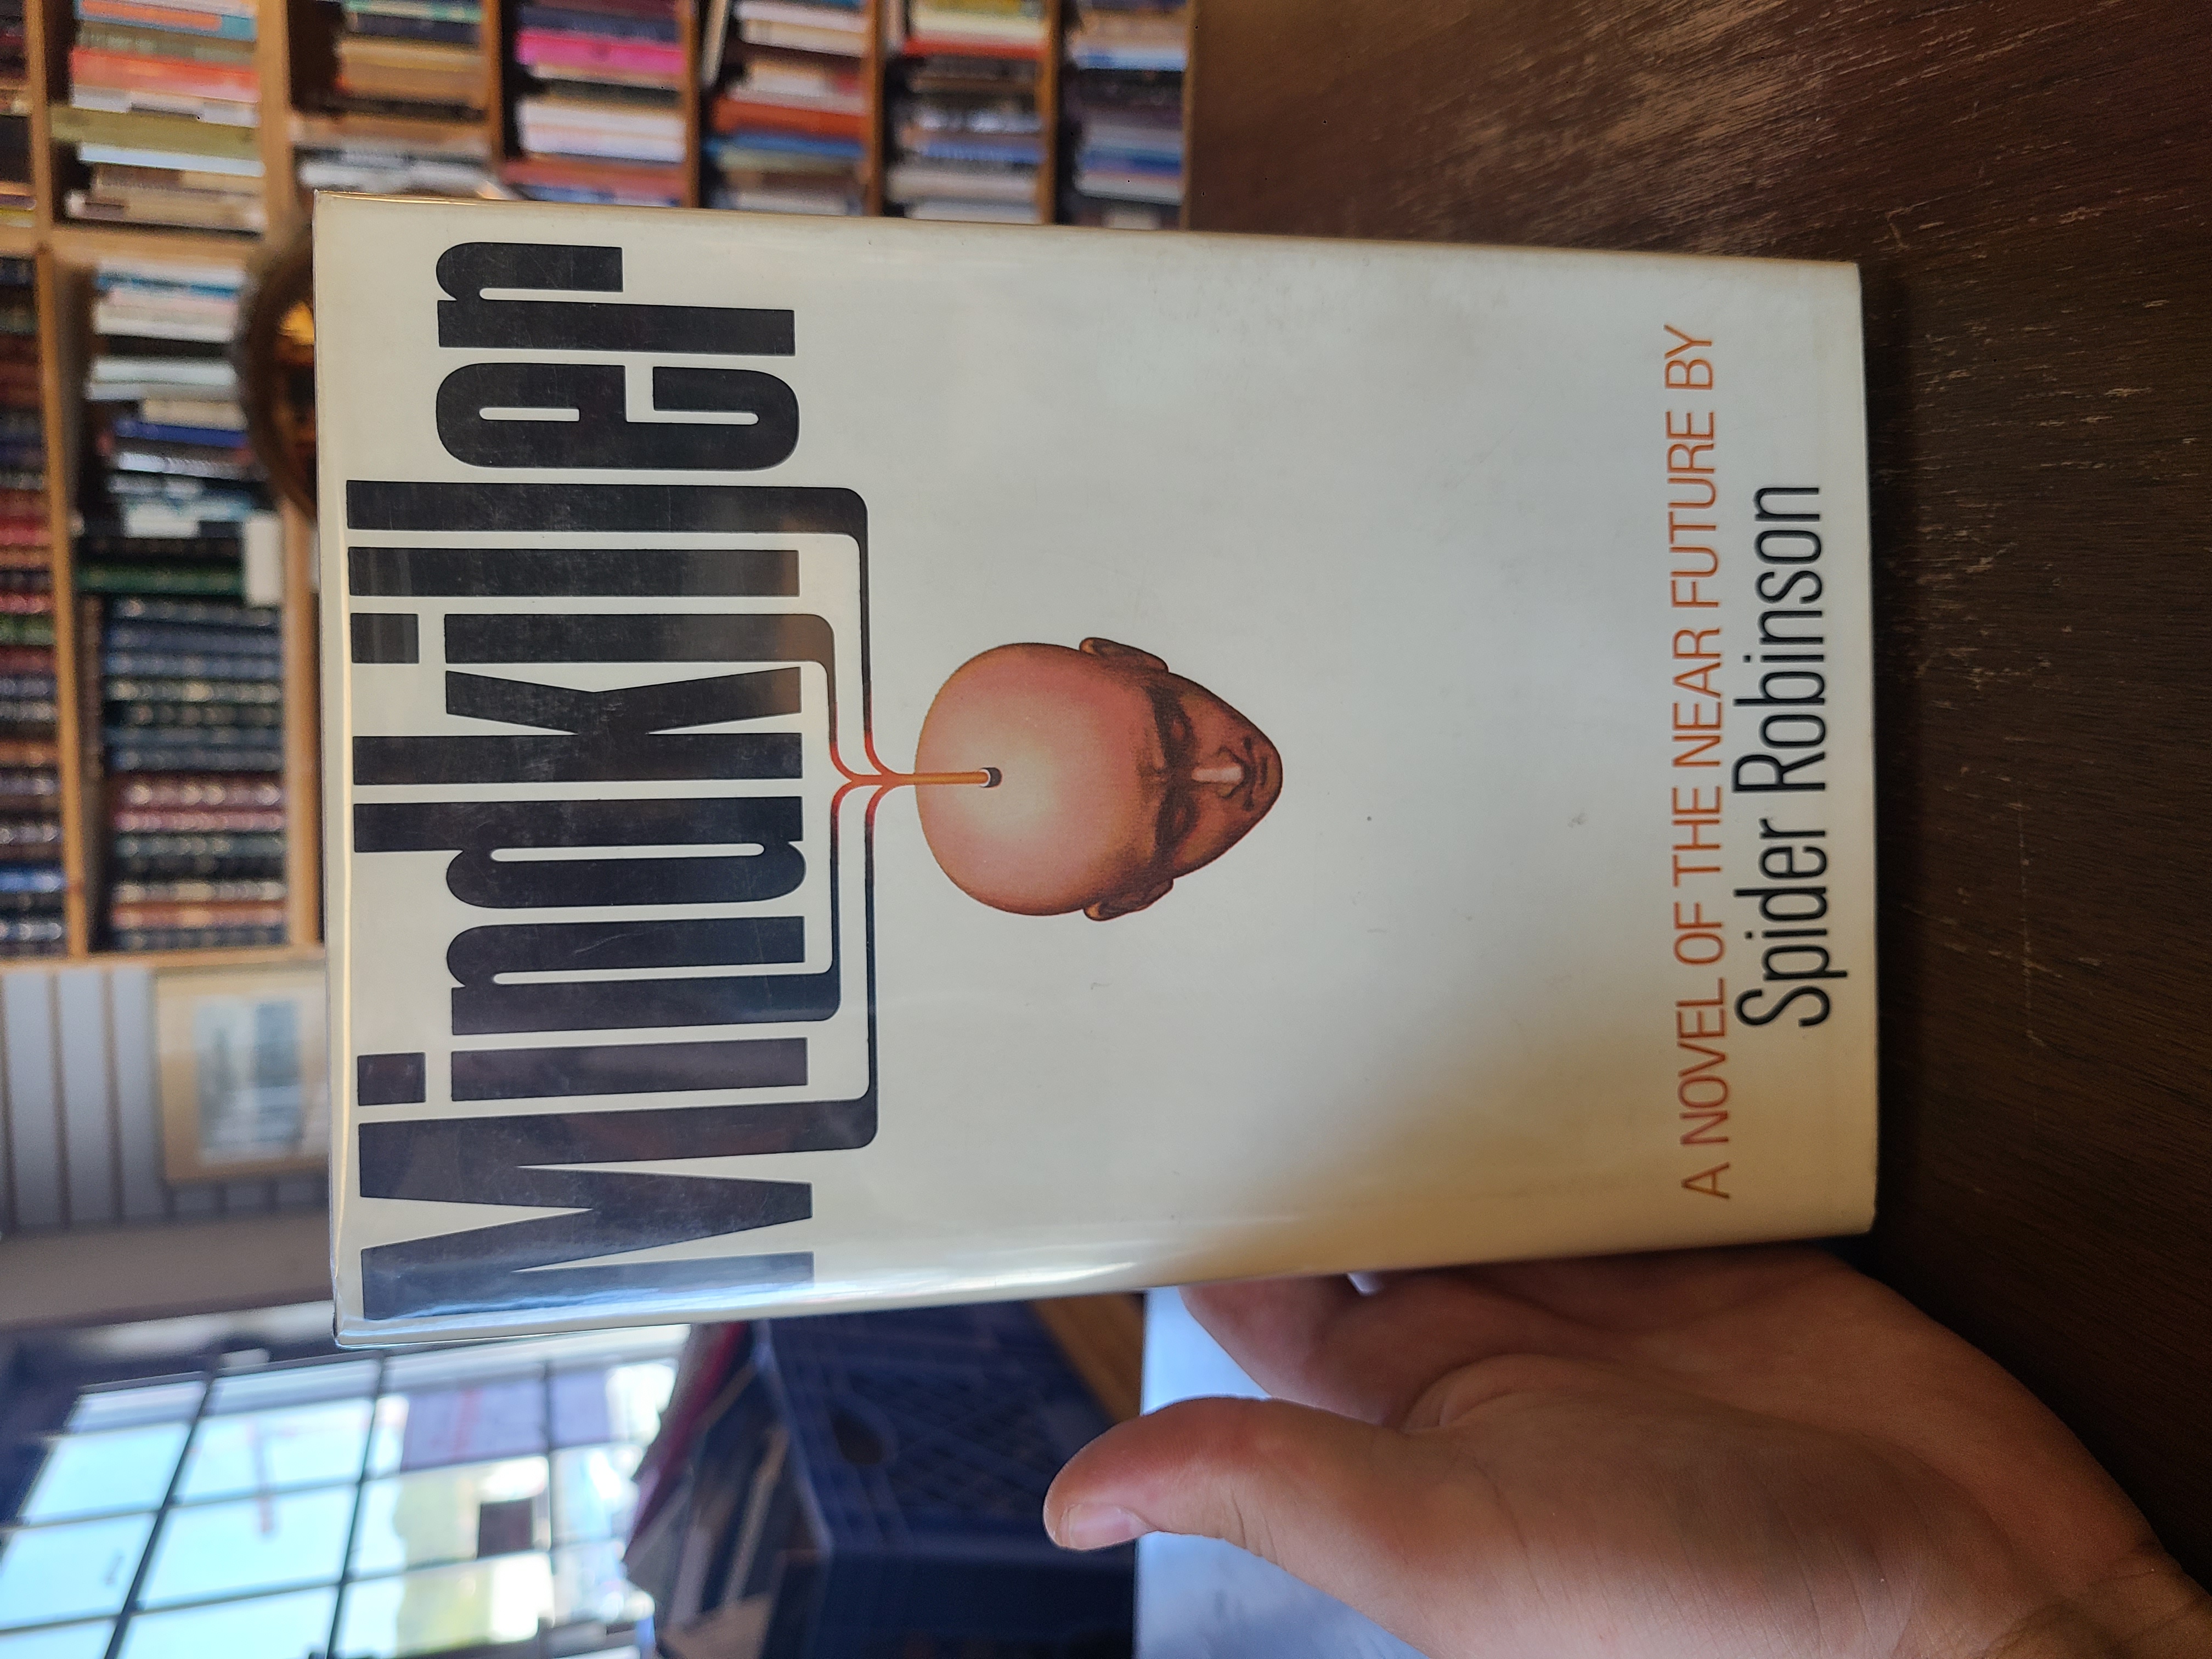 Mindkiller
A NOVEL OF THE NEAR FUTURE BY
Spider Robinson